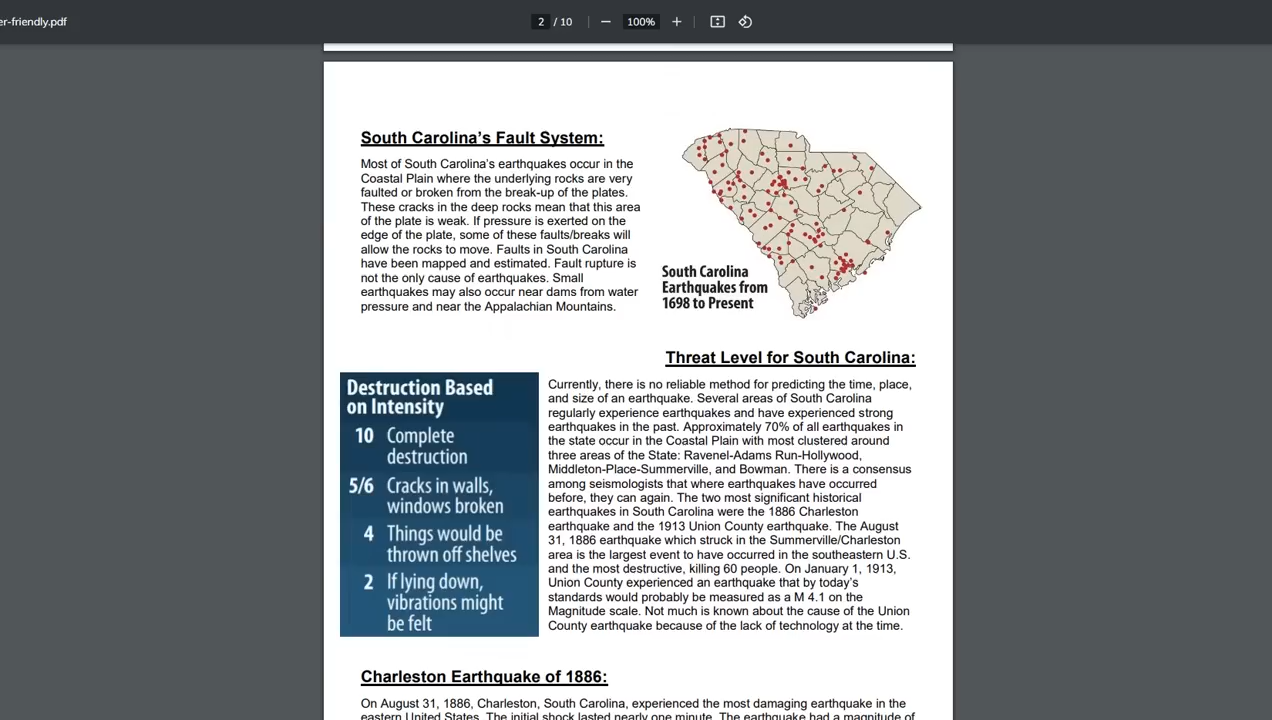 er-friendly.pdf
2 / 10
100%
South Carolina's Fault System:
Most of South Carolina's earthquakes occur in the
Coastal Plain where the underlying rocks are very
faulted or broken from the break-up of the plates.
These cracks in the deep rocks mean that this area
of the plate is weak. If pressure is exerted on the
edge of the plate, some of these faults/breaks will
allow the rocks to move. Faults in South Carolina
have been mapped and estimated. Fault rupture is
not the only cause of earthquakes. Small
earthquakes may also occur near dams from water
pressure and near the Appalachian Mountains.
South Carolina
Earthquakes from
1698 to Present
Threat Level for South Carolina:
Destruction Based
on Intensity
10 Complete
destruction
5/6 Cracks in walls,
windows broken
4 Things would be
thrown off shelves
2 If lying down,
vibrations might
be felt
Currently, there is no reliable method for predicting the time, place,
and size of an earthquake. Several areas of South Carolina
regularly experience earthquakes and have experienced strong
earthquakes in the past. Approximately 70% of all earthquakes in
the state occur in the Coastal Plain with most clustered around
three areas of the State: Ravenel-Adams Run-Hollywood,
Middleton-Place-Summerville, and Bowman. There is a consensus
among seismologists that where earthquakes have occurred
before, they can again. The two most significant historical
earthquakes in South Carolina were the 1886 Charleston
earthquake and the 1913 Union County earthquake. The August
31, 1886 earthquake which struck in the Summerville/Charleston
area is the largest event to have occurred in the southeastern U.S.
and the most destructive, killing 60 people. On January 1, 1913,
Union County experienced an earthquake that by today's
standards would probably be measured as a M 4.1 on the
Magnitude scale. Not much is known about the cause of the Union
County earthquake because of the lack of technology at the time.
Charleston Earthquake of 1886:
On August 31, 1886, Charleston, South Carolina, experienced the most damaging earthquake in the
eastern United States. The initial shock lasted nearly one minute. The earthquake had a magnitude of